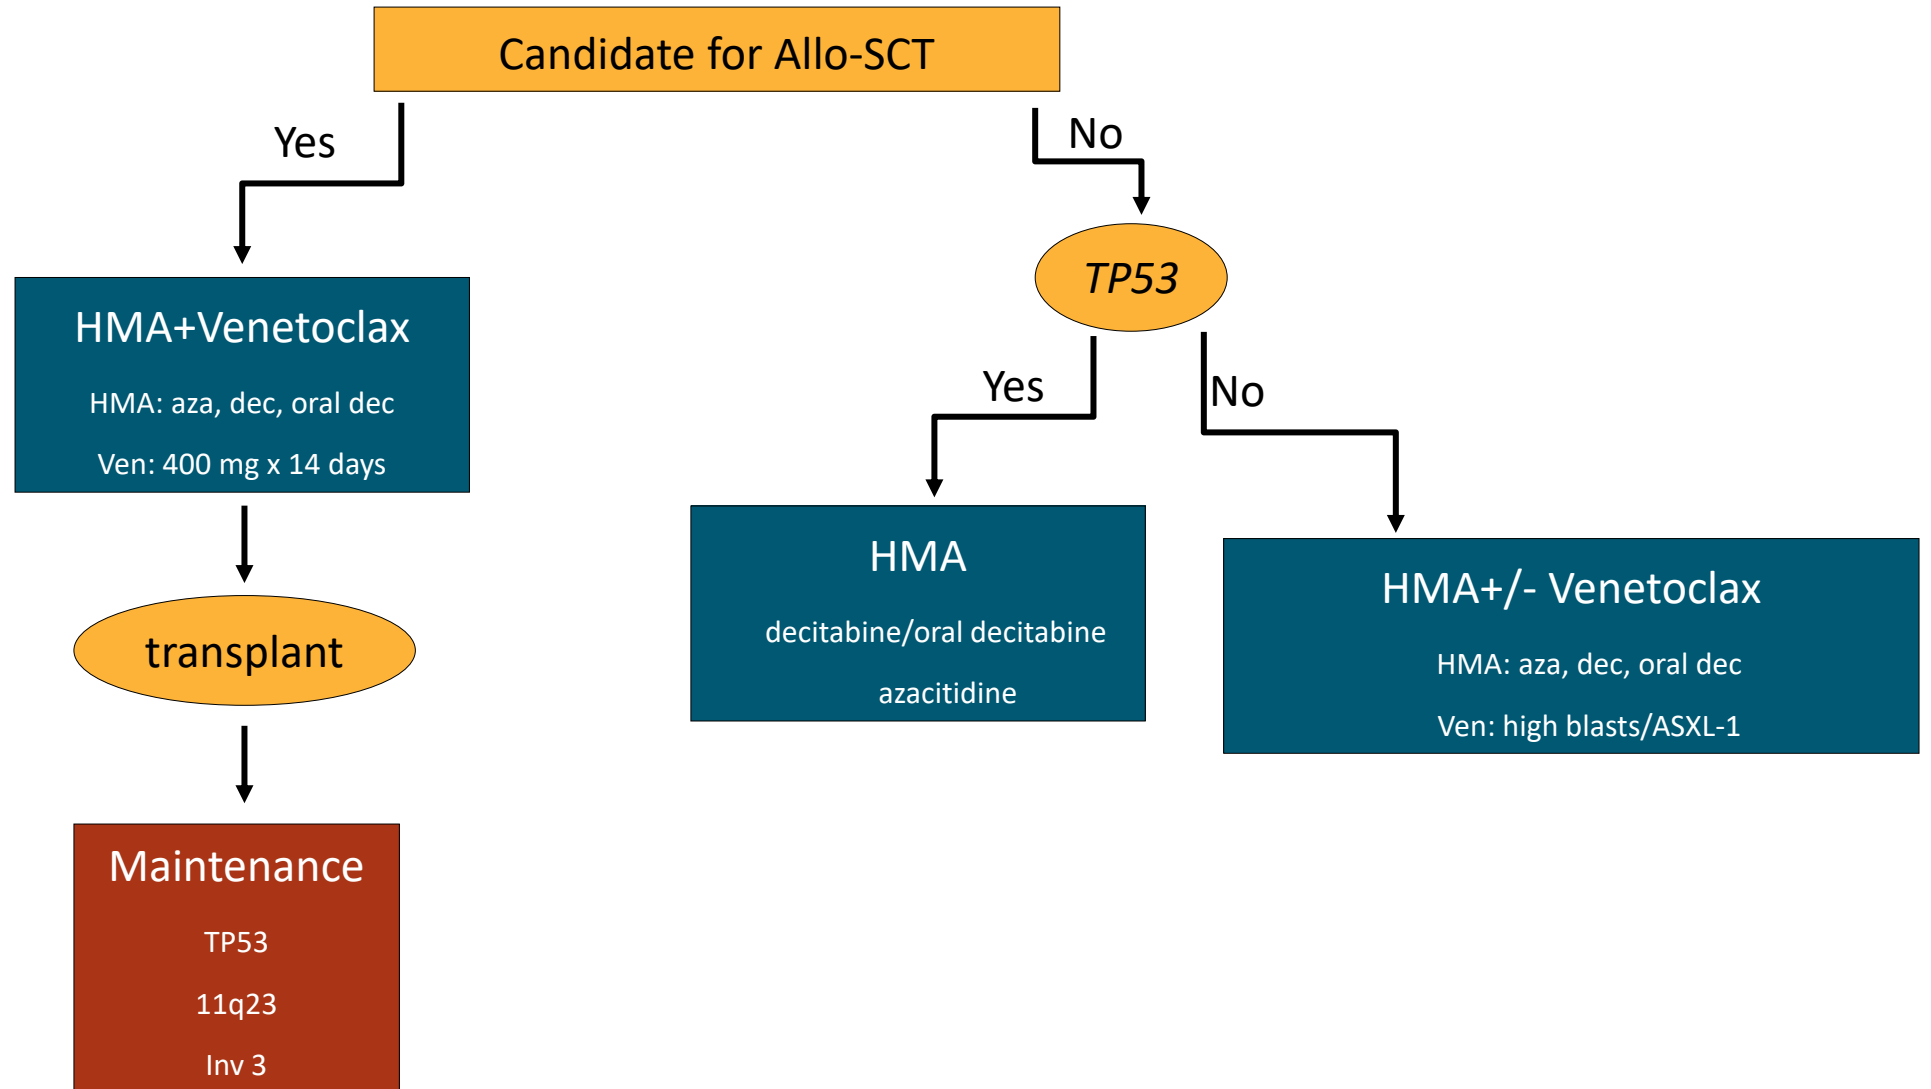 Candidate for Allo-SCT
Yes
No
TP53
HMA+Venetoclax
HMA: aza, dec, oral dec
Ven: 400 mg x 14 days
Yes
No
HMA
decitabine/oral decitabine
azacitidine
HMA+/- Venetoclax
HMA: aza, dec, oral dec
Ven: high blasts/ASXL-1
transplant
Maintenance
TP53
11q23
Inv 3